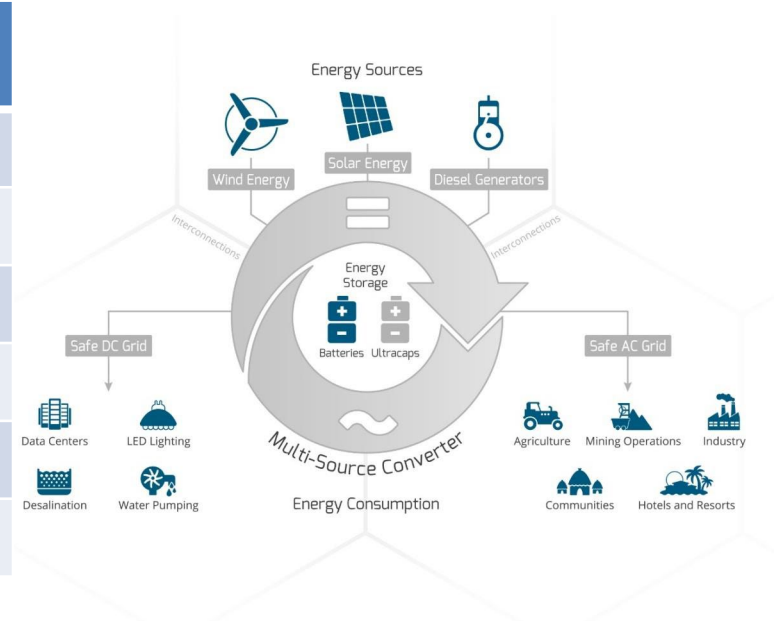 Energy Sources
Wind Energy
Solar Energy
Diesel Generators
Interconnections
Interconnections
Energy
Storage
Batteries
Ultracaps
Safe DC Grid
Safe AC Grid
Data Centers
LED Lighting
Desalination
Water Pumping
Agriculture
Mining Operations
Industry
Communities
Hotels and Resorts
Multi-Source Converter
Energy Consumption